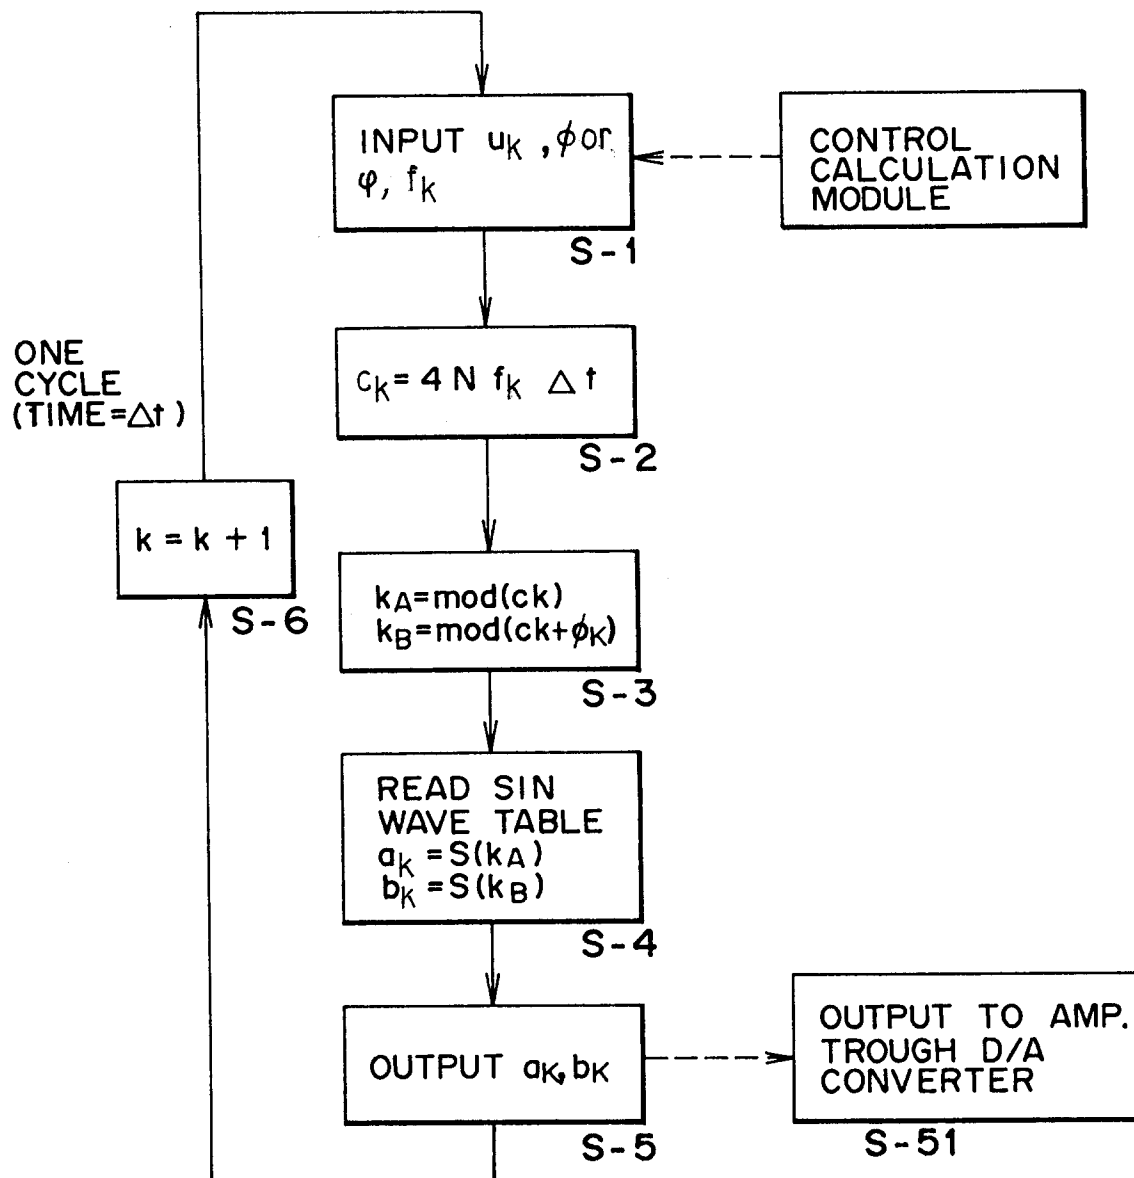 INPUT uk , ϕ or
φ, fk
S-1
CONTROL
CALCULATION
MODULE
ck = 4 N fk Δt
S-2
ONE
CYCLE
(TIME=Δt)
k = k + 1
S-6
kA=mod(ck)
kB=mod(ck+ϕK)
S-3
READ SIN
WAVE TABLE
ak = S(kA)
bk = S(kB)
S-4
OUTPUT aK,bK
S-5
OUTPUT TO AMP.
TROUGH D/A
CONVERTER
S-51